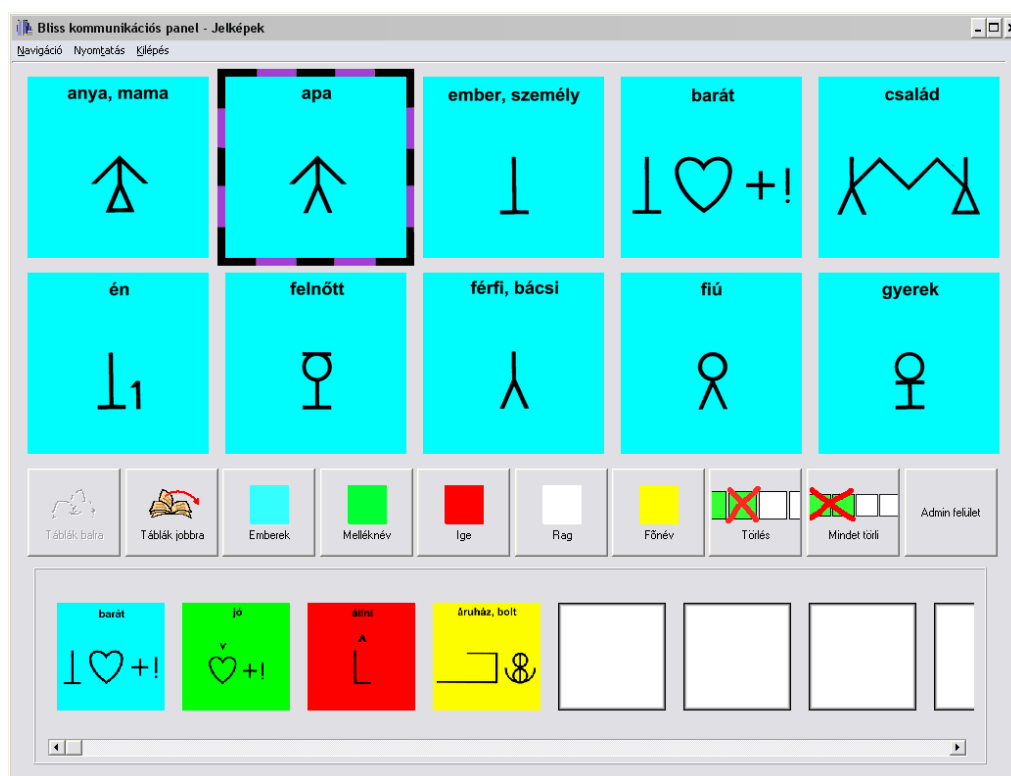 Bliss kommunikációs panel - Jelképek
Navigáció Nyomtatás Kilépés
anya, mama apa ember, személy barát család
én felnőtt férfi, bácsi fiú gyerek
Táblák balra Táblák jobbra Emberek Melléknév Ige Rag Fõnév Törlés Mindet törli Admin felület
barát jó állni áruház, bolt